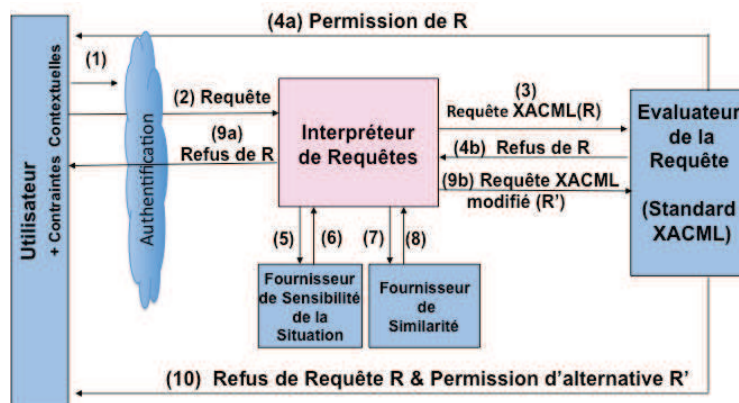 (4a) Permission de R
(1)
Utilisateur
+ Contraintes Contextuelles
Authentification
(2) Requête
(9a)
Refus de R
Interpréteur
de Requêtes
(3)
Requête XACML(R)
(4b) Refus de R
(9b) Requête XACML
modifié (R')
Evaluateur
de la
Requête
(Standard
XACML)
(5)
(6)
(7)
(8)
Fournisseur
de Sensibilité
de la
Situation
Fournisseur
de
Similarité
(10) Refus de Requête R & Permission d'alternative R'